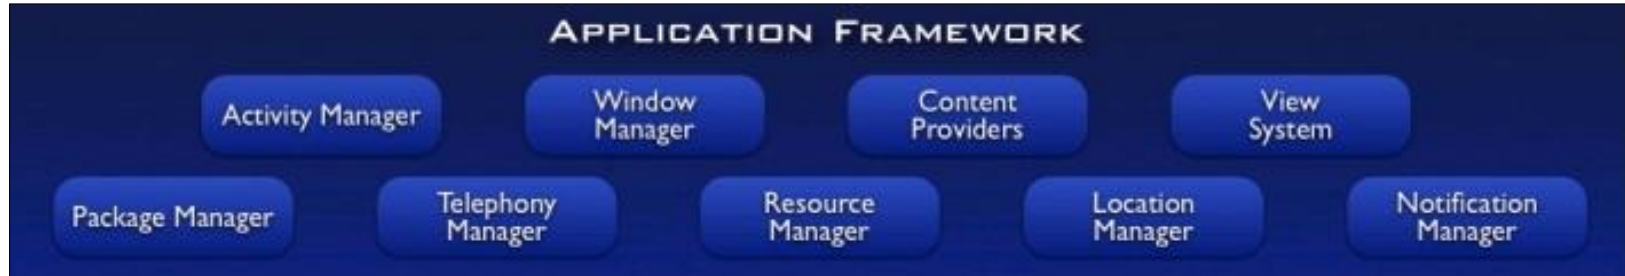 APPLICATION FRAMEWORK
Activity Manager
Window
Manager
Content
Providers
View
System
Package Manager
Telephony
Manager
Resource
Manager
Location
Manager
Notification
Manager